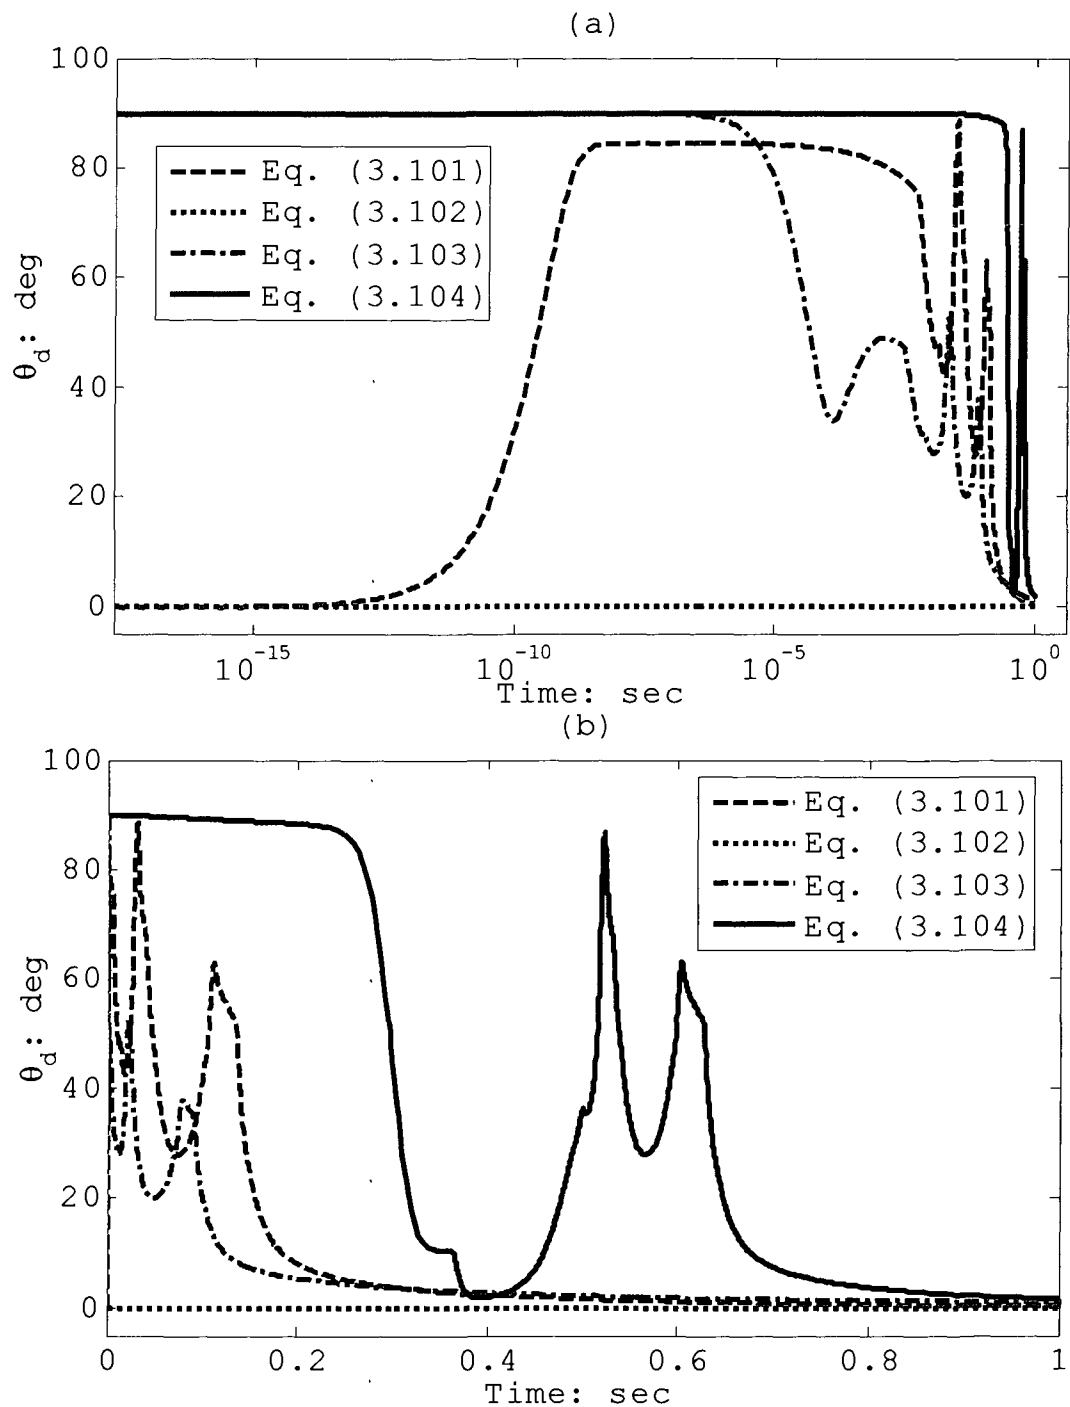 (a)
100
80
60
40
20
0
θd: deg
Eq. (3.101)
Eq. (3.102)
Eq. (3.103)
Eq. (3.104)
10-15
10-10
10-5
100
Time: sec
(b)
100
80
60
40
20
0
θd: deg
Eq. (3.101)
Eq. (3.102)
Eq. (3.103)
Eq. (3.104)
0
0.2
0.4
0.6
0.8
1
Time: sec